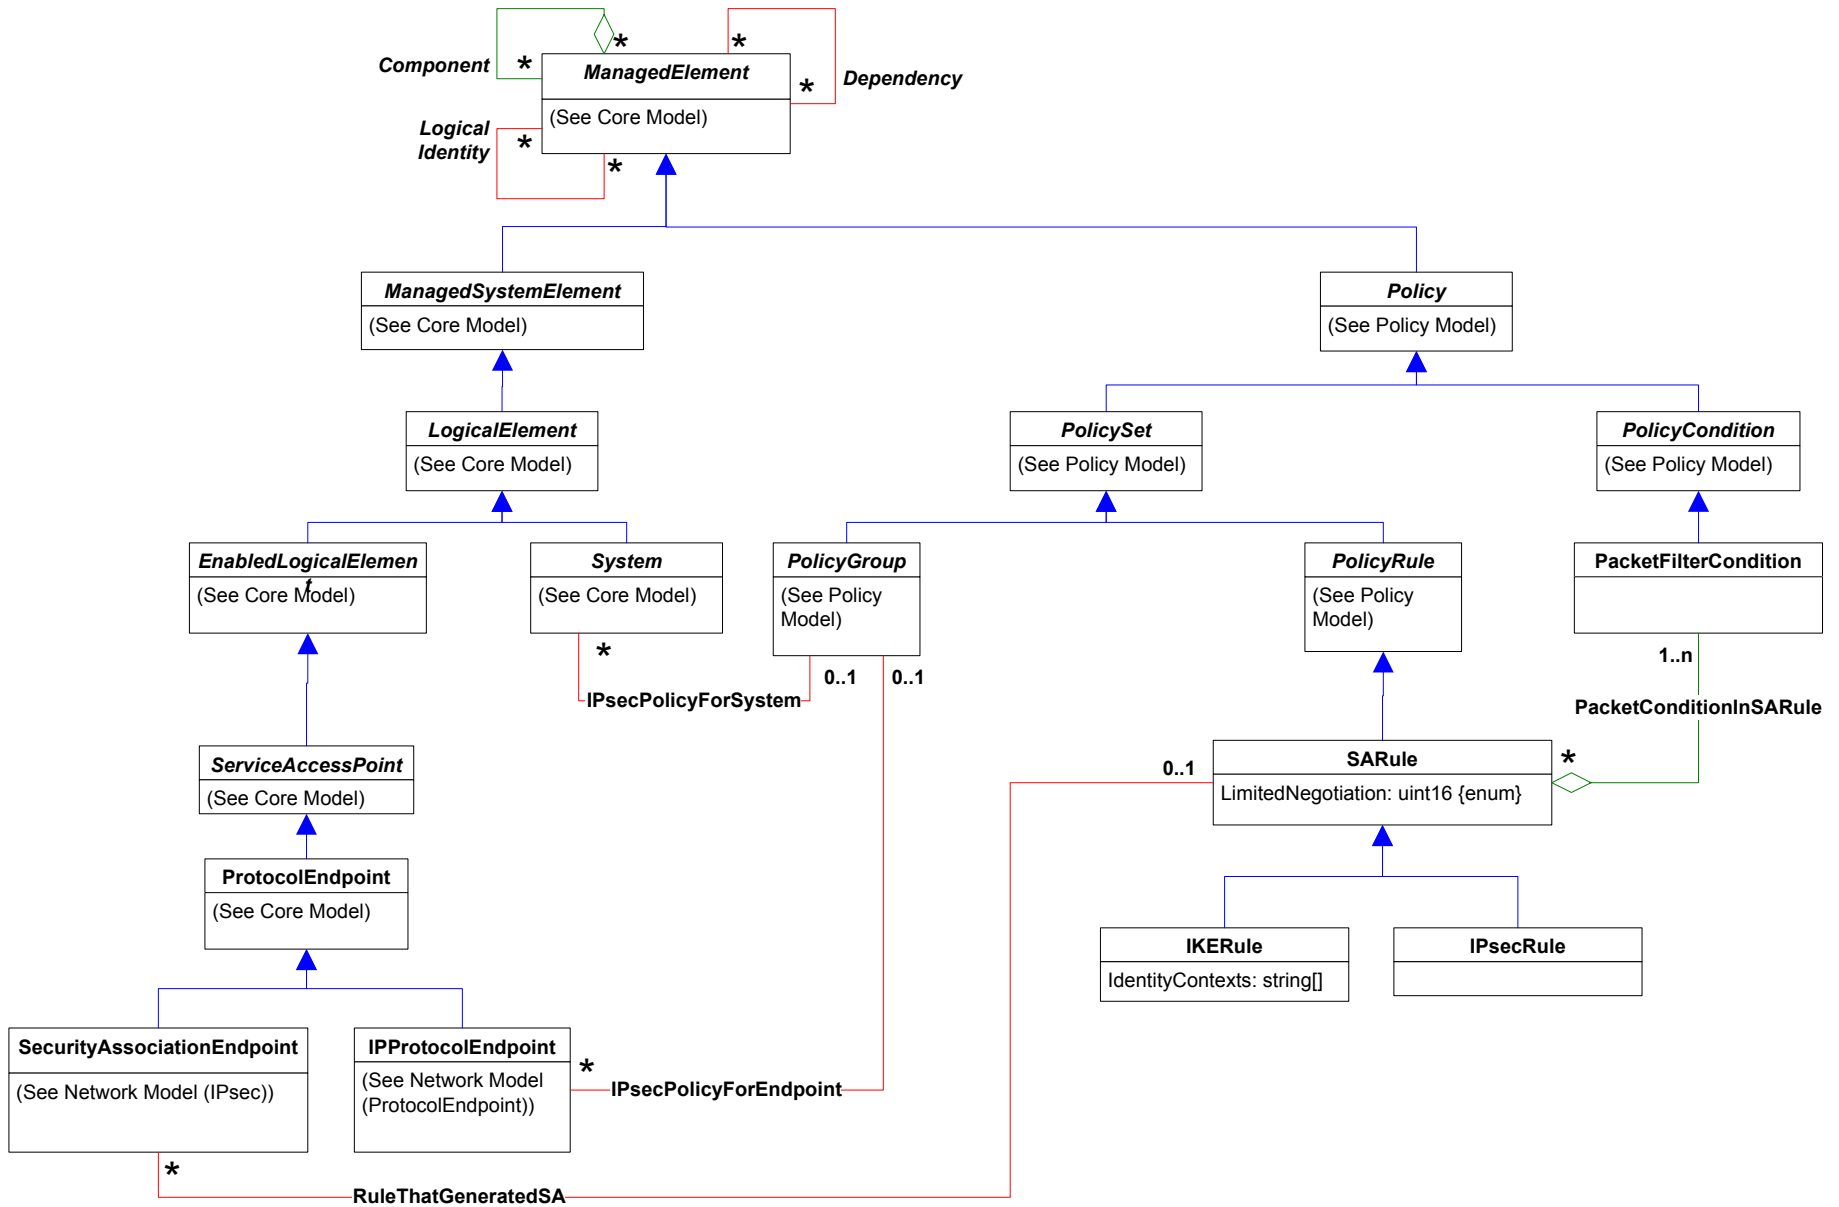 Component
*
*
*
*
Dependency
ManagedElement
(See Core Model)
Logical
Identity
*
*
ManagedSystemElement
(See Core Model)
Policy
(See Policy Model)
LogicalElement
(See Core Model)
PolicySet
(See Policy Model)
PolicyCondition
(See Policy Model)
EnabledLogicalElemen
t
(See Core Model)
System
(See Core Model)
PolicyGroup
(See Policy
Model)
PolicyRule
(See Policy
Model)
PacketFilterCondition
*
0..1
0..1
IPsecPolicyForSystem
1..n
PacketConditionInSARule
ServiceAccessPoint
(See Core Model)
0..1
SARule
LimitedNegotiation: uint16 {enum}
*
ProtocolEndpoint
(See Core Model)
IKERule
IdentityContexts: string[]
IPsecRule
SecurityAssociationEndpoint
(See Network Model (IPsec))
IPProtocolEndpoint
(See Network Model
(ProtocolEndpoint))
*
IPsecPolicyForEndpoint
*
RuleThatGeneratedSA